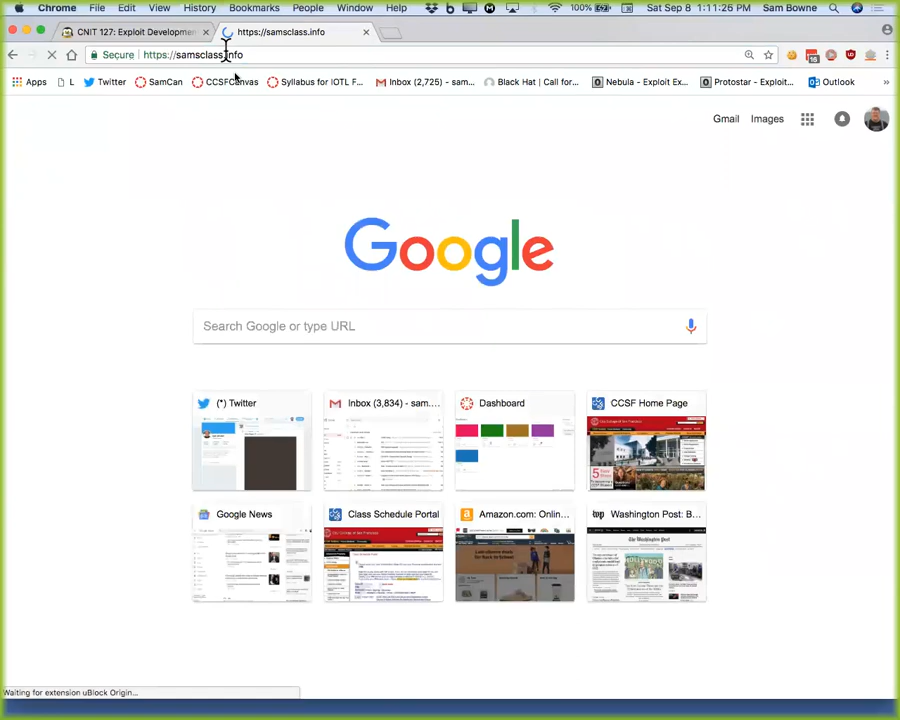 Chrome File Edit View History Bookmarks People Window Help 100% Sat Sep 8 1:11:26 PM Sam Bowne
CNIT 127: Exploit Developmen https://samsclass.info
Secure https://samsclass.info
Apps Twitter SamCan CCSFCanvas Syllabus for IOTL F... Inbox (2,725) - sam... Black Hat | Call for... Nebula - Exploit Ex... Protostar - Exploit... Outlook »
Gmail Images
Google
Search Google or type URL
(*) Twitter Inbox (3,834) - sam.... Dashboard CCSF Home Page
Google News Class Schedule Portal Amazon.com: Onlin... wp Washington Post: B...
Waiting for extension uBlock Origin...